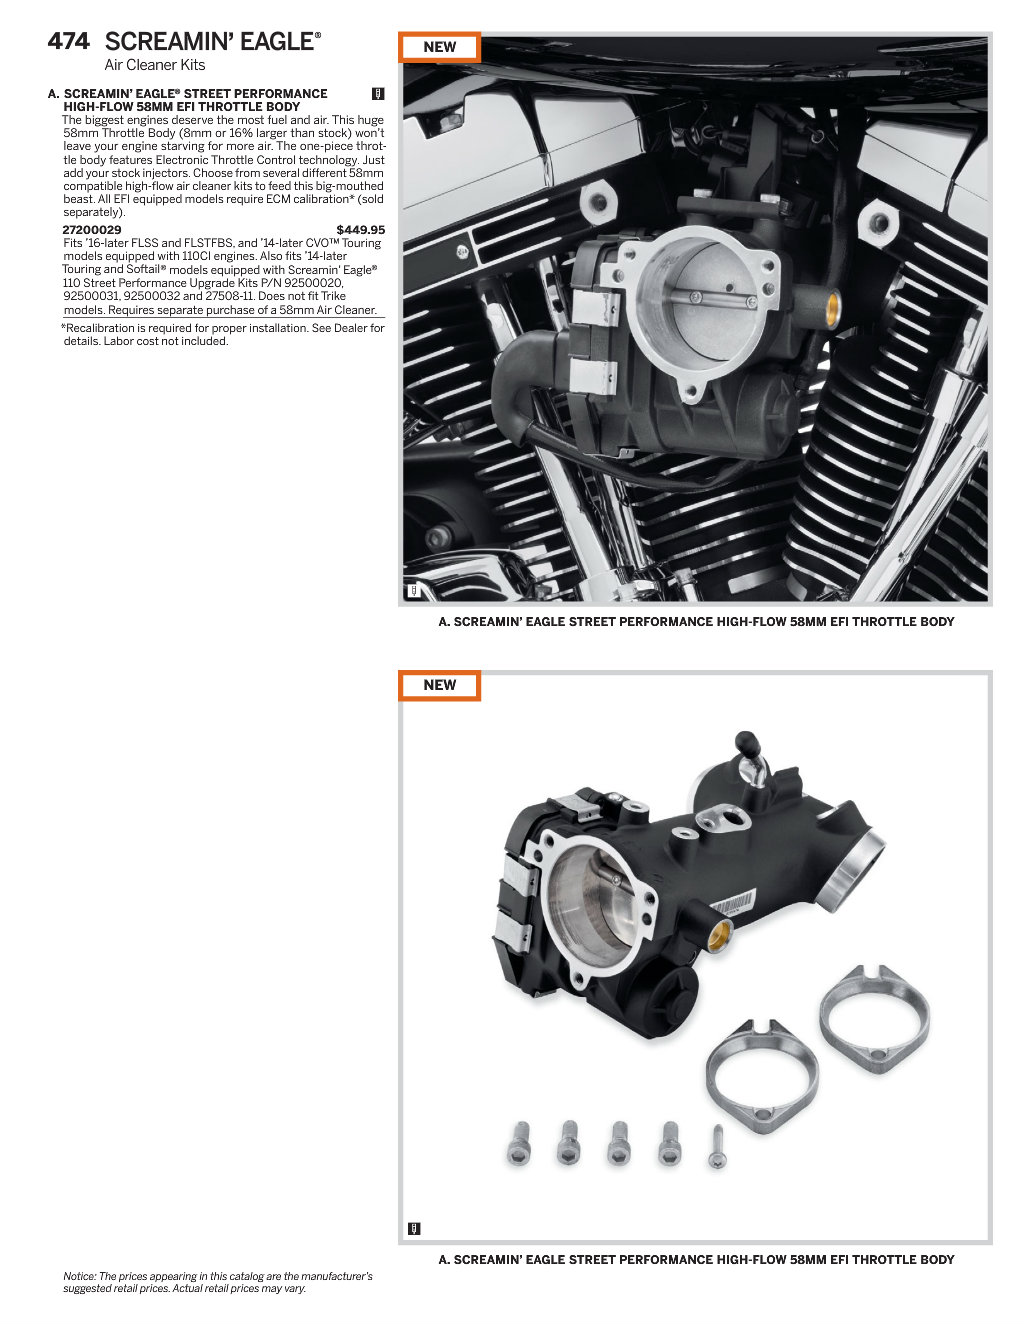 474 SCREAMIN’ EAGLE®
Air Cleaner Kits
A. SCREAMIN’ EAGLE® STREET PERFORMANCE
HIGH-FLOW 58MM EFI THROTTLE BODY
The biggest engines deserve the most fuel and air. This huge
58mm Throttle Body (8mm or 16% larger than stock) won’t
leave your engine starving for more air. The one-piece throt-
tle body features Electronic Throttle Control technology. Just
add your stock injectors. Choose from several different 58mm
compatible high-flow air cleaner kits to feed this big-mouthed
beast. All EFI equipped models require ECM calibration* (sold
separately).
27200029 $449.95
Fits ’16-later FLSS and FLSTFBS, and ’14-later CVO™ Touring
models equipped with 110CI engines. Also fits ’14-later
Touring and Softail® models equipped with Screamin’ Eagle®
110 Street Performance Upgrade Kits P/N 92500020,
92500031, 92500032 and 27508-11. Does not fit Trike
models. Requires separate purchase of a 58mm Air Cleaner.
*Recalibration is required for proper installation. See Dealer for
details. Labor cost not included.
NEW
A. SCREAMIN’ EAGLE STREET PERFORMANCE HIGH-FLOW 58MM EFI THROTTLE BODY
NEW
A. SCREAMIN’ EAGLE STREET PERFORMANCE HIGH-FLOW 58MM EFI THROTTLE BODY
Notice: The prices appearing in this catalog are the manufacturer’s
suggested retail prices. Actual retail prices may vary.